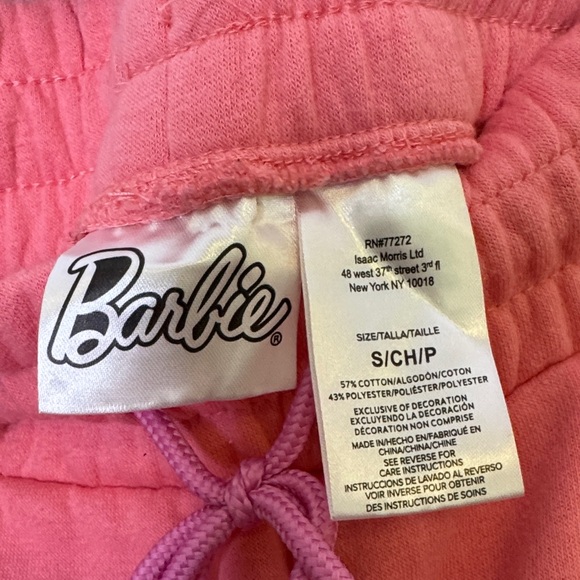 Barbie®
RN#77272
Isaac Morris Ltd
48 west 37th street 3rd fl
New York NY 10018
SIZE/TALLA/TAILLE
S/CH/P
57% COTTON/ALGODÓN/COTON
43% POLYESTER/POLIÉSTER/POLYESTER
EXCLUSIVE OF DECORATION
EXCLUYENDO LA DECORACIÓN
DÉCORATION NON COMPRISE
MADE IN/HECHO EN/FABRIQUÉ EN
CHINA/CHINA/CHINE
SEE REVERSE FOR
CARE INSTRUCTIONS
INSTRUCCIONES DE LAVADO AL REVERSO
VOIR INVERSE POUR OBTENIR
DES INSTRUCTIONS DE SOINS